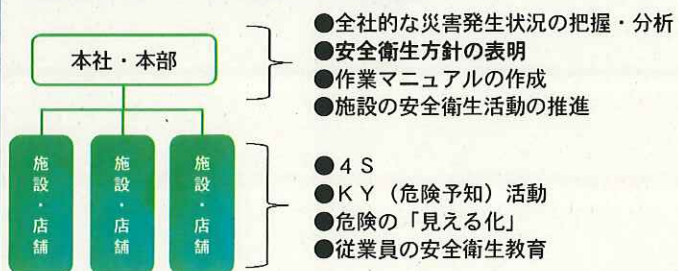 本社・本部
●全社的な災害発生状況の把握・分析
●安全衛生方針の表明
●作業マニュアルの作成
●施設の安全衛生活動の推進
施設・店舗
施設・店舗
施設・店舗
●4S
●KY（危険予知）活動
●危険の「見える化」
●従業員の安全衛生教育